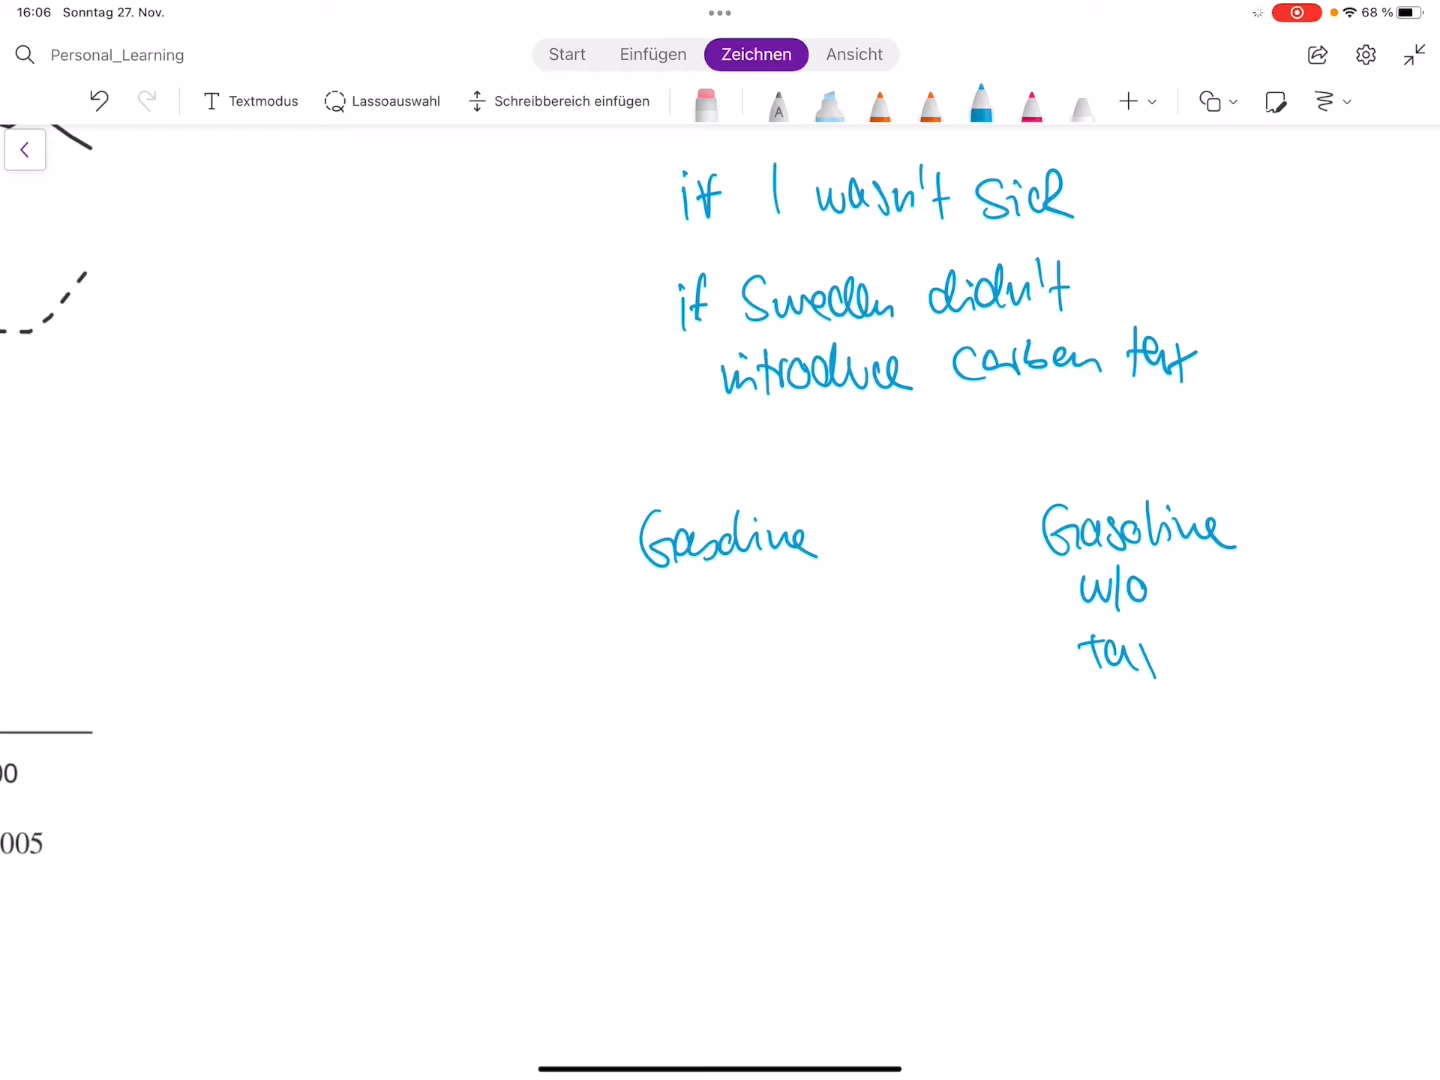 16:06 Sonntag 27. Nov.
68 %
Personal_Learning
Start Einfügen Zeichnen Ansicht
T Textmodus Lassoauswahl Schreibbereich einfügen
A
if I wasn't sick
if Sweden didn't
introduce carbon tax
Gasoline Gasoline
w/o
tax
00
005